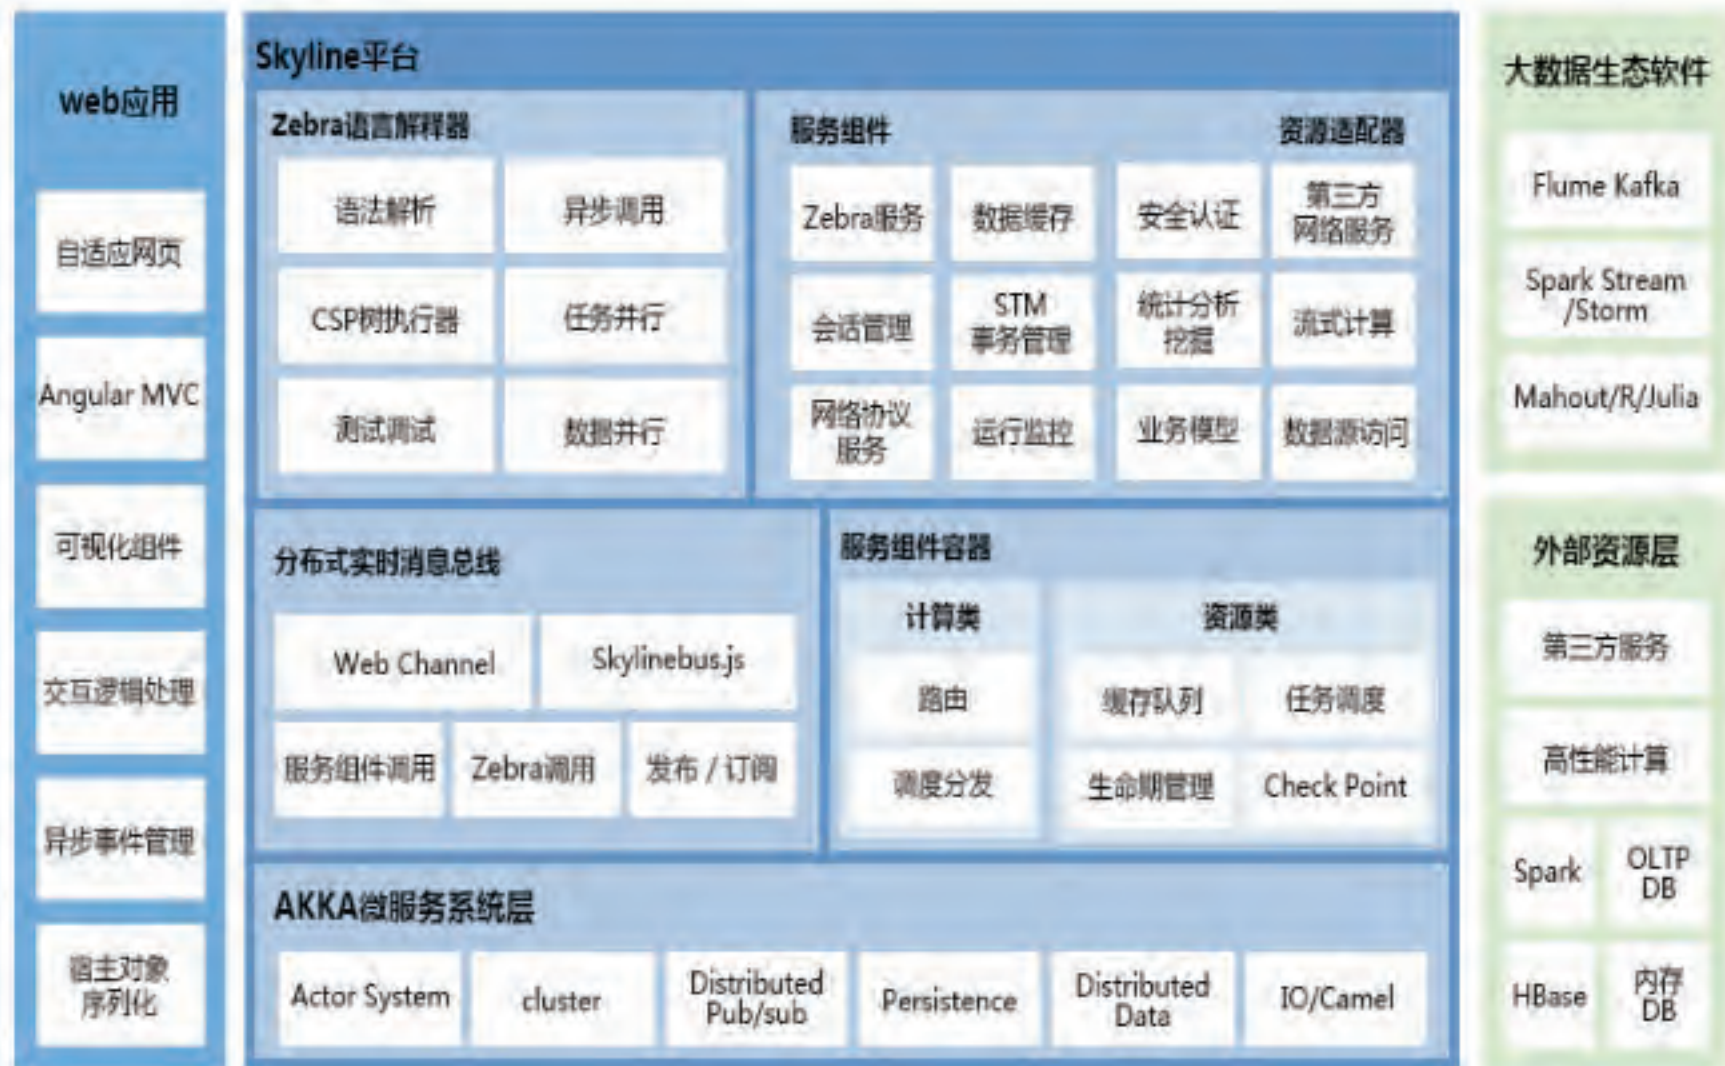 web应用
自适应网页
Angular MVC
可视化组件
交互逻辑处理
异步事件管理
宿主对象
序列化
Skyline平台
Zebra语言解释器
语法解析
异步调用
CSP树执行器
任务并行
测试调试
数据并行
服务组件
资源适配器
Zebra服务
数据缓存
安全认证
第三方
网络服务
会话管理
STM
事务管理
统计分析
挖掘
流式计算
网络协议
服务
运行监控
业务模型
数据源访问
分布式实时消息总线
Web Channel
Skylinebus.js
服务组件调用
Zebra调用
发布 / 订阅
服务组件容器
计算类
资源类
路由
缓存队列
任务调度
调度分发
生命期管理
Check Point
AKKA微服务系统层
Actor System
cluster
Distributed
Pub/sub
Persistence
Distributed
Data
IO/Camel
大数据生态软件
Flume Kafka
Spark Stream
/Storm
Mahout/R/Julia
外部资源层
第三方服务
高性能计算
Spark
OLTP
DB
HBase
内存
DB